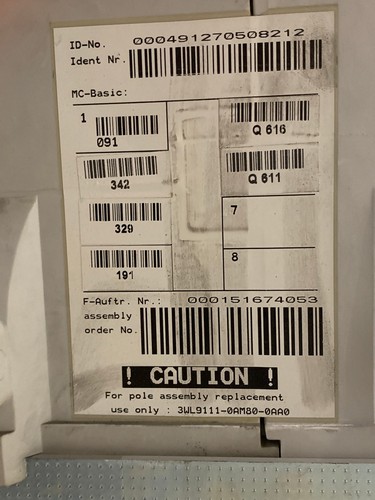 ID-No. 000491270508212
Ident Nr.
MC-Basic:
1
091
Q 616
342
Q 611
329
7
191
8
F-Auftr. Nr.: 000151674053
assembly
order No.
! CAUTION !
For pole assembly replacement
use only : 3WL9111-0AM80-0AA0